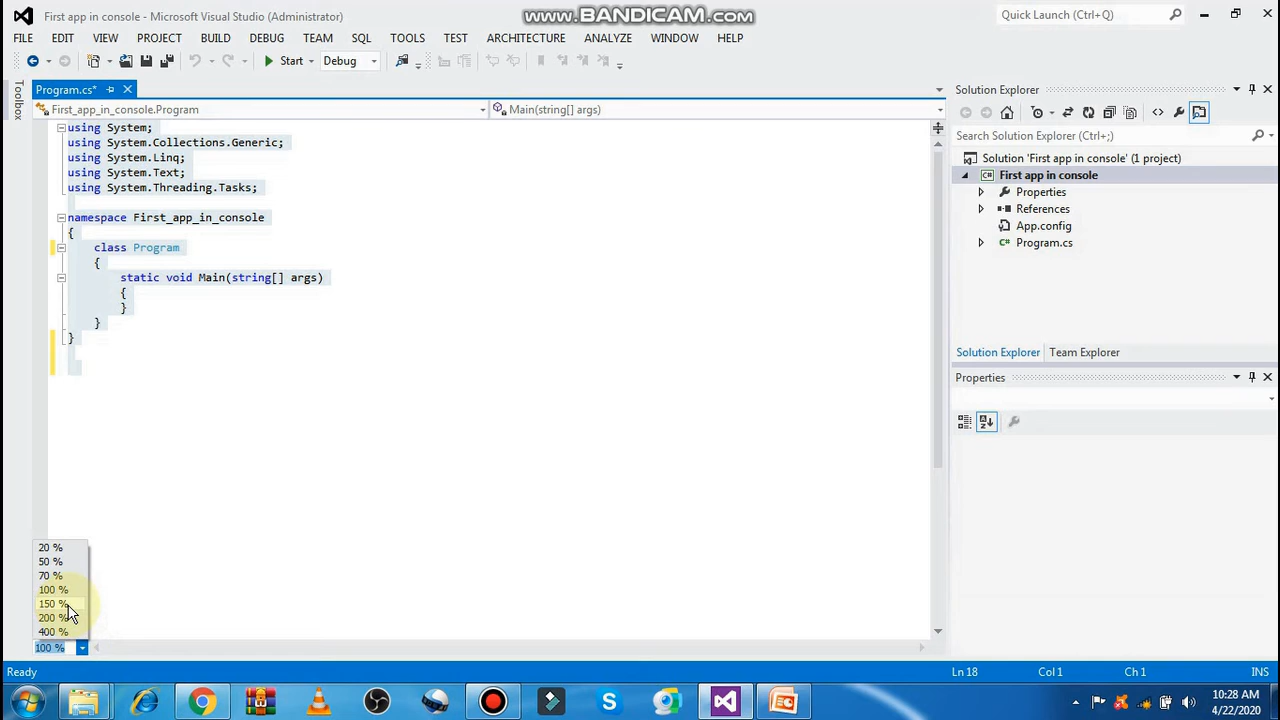 First app in console - Microsoft Visual Studio (Administrator)
www.BANDICAM.com
Quick Launch (Ctrl+Q)
FILE EDIT VIEW PROJECT BUILD DEBUG TEAM SQL TOOLS TEST ARCHITECTURE ANALYZE WINDOW HELP
Start Debug
Toolbox
Program.cs*
First_app_in_console.Program
Main(string[] args)
using System;
using System.Collections.Generic;
using System.Linq;
using System.Text;
using System.Threading.Tasks;
namespace First_app_in_console
{
class Program
{
static void Main(string[] args)
{
}
}
}
20 %
50 %
70 %
100 %
150 %
200 %
400 %
100 %
Solution Explorer
Search Solution Explorer (Ctrl+;)
Solution 'First app in console' (1 project)
C# First app in console
Properties
References
App.config
C# Program.cs
Solution Explorer Team Explorer
Properties
Ready
Ln 18 Col 1 Ch 1 INS
10:28 AM
4/22/2020